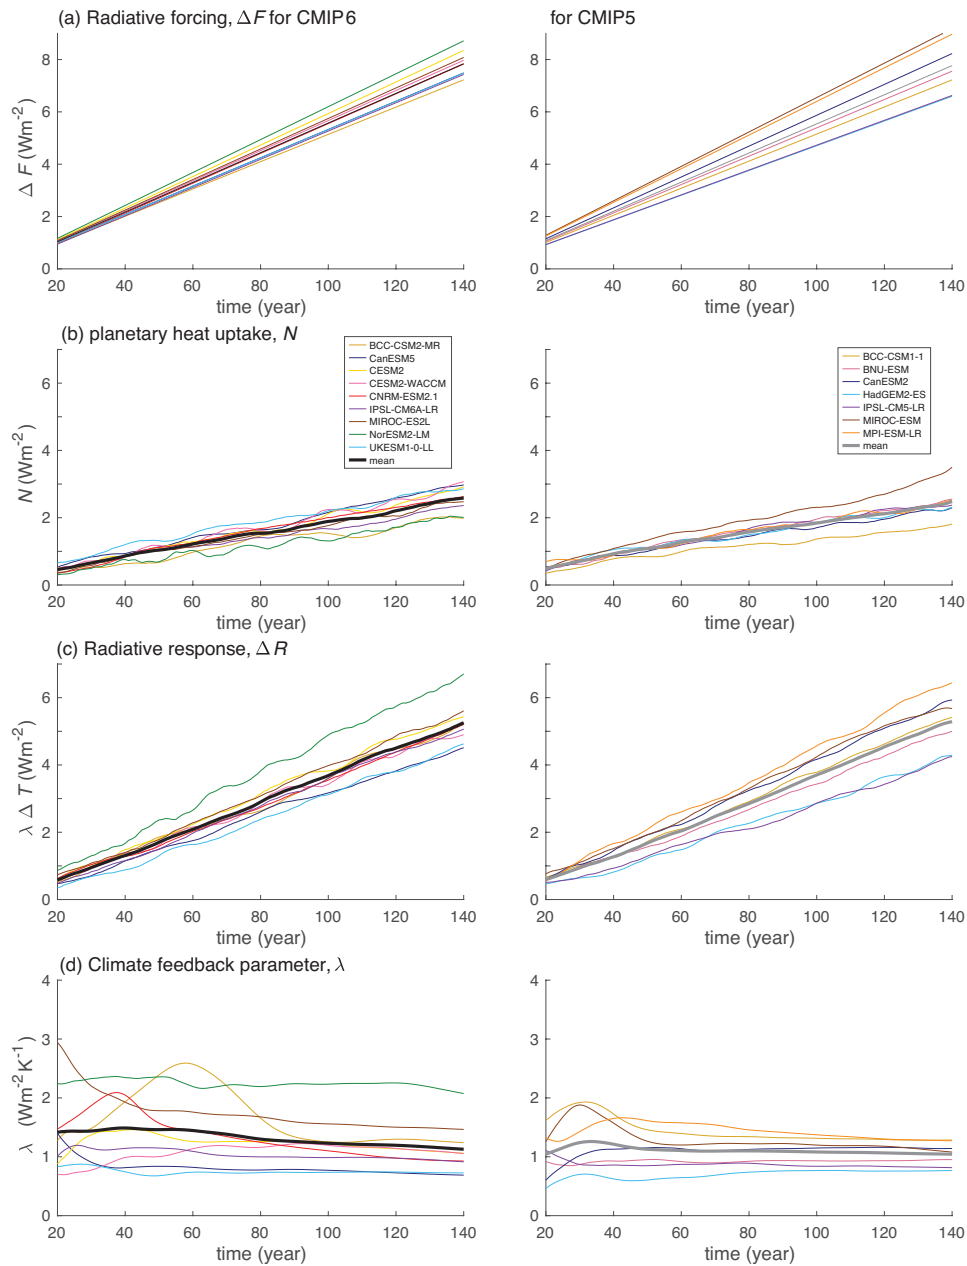 (a) Radiative forcing, Δ F for CMIP6
for CMIP5
Δ F (Wm⁻²)
8
6
4
2
0
20 40 60 80 100 120 140
time (year)
8
6
4
2
0
20 40 60 80 100 120 140
time (year)
(b) planetary heat uptake, N
N (Wm⁻²)
6
4
2
0
BCC-CSM2-MR
CanESM5
CESM2
CESM2-WACCM
CNRM-ESM2.1
IPSL-CM6A-LR
MIROC-ES2L
NorESM2-LM
UKESM1-0-LL
mean
20 40 60 80 100 120 140
time (year)
6
4
2
0
BCC-CSM1-1
BNU-ESM
CanESM2
HadGEM2-ES
IPSL-CM5-LR
MIROC-ESM
MPI-ESM-LR
mean
20 40 60 80 100 120 140
time (year)
(c) Radiative response, Δ R
λ Δ T (Wm⁻²)
6
4
2
0
20 40 60 80 100 120 140
time (year)
6
4
2
0
20 40 60 80 100 120 140
time (year)
(d) Climate feedback parameter, λ
λ (Wm⁻²K⁻¹)
4
3
2
1
0
20 40 60 80 100 120 140
time (year)
4
3
2
1
0
20 40 60 80 100 120 140
time (year)